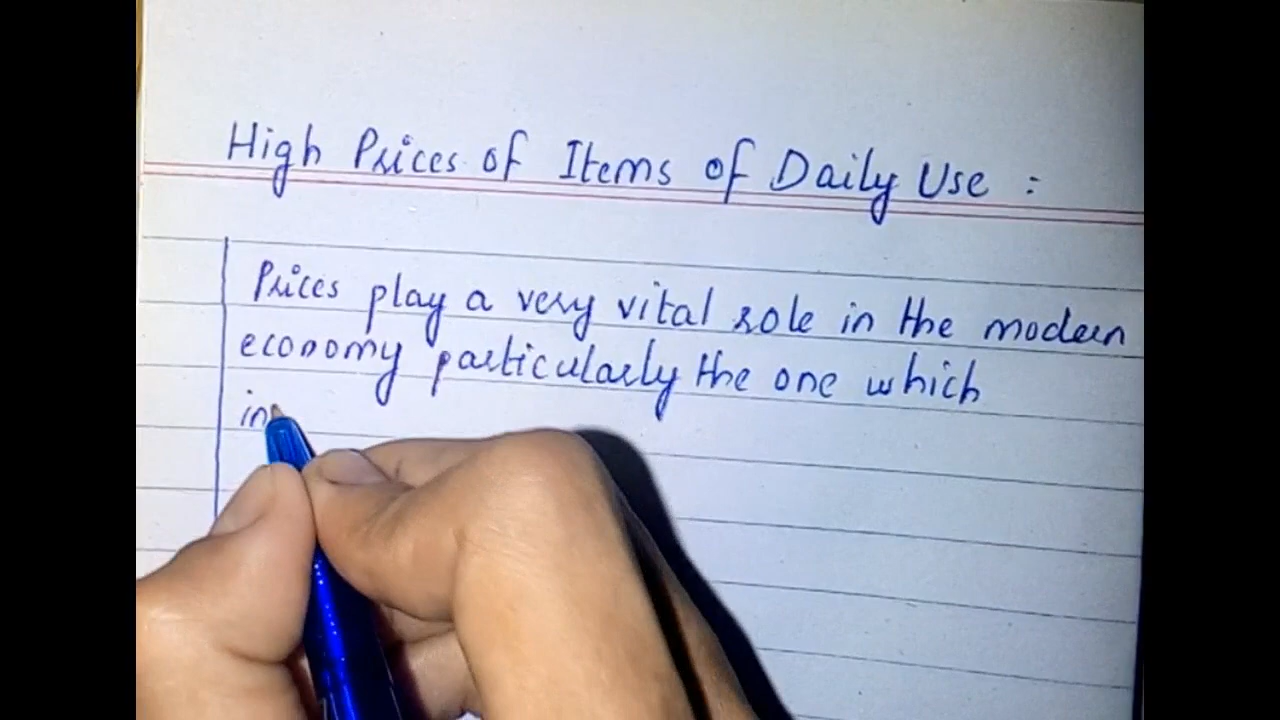 High Prices of Items of Daily Use :
Prices play a very vital role in the modern
economy particularly the one which
in